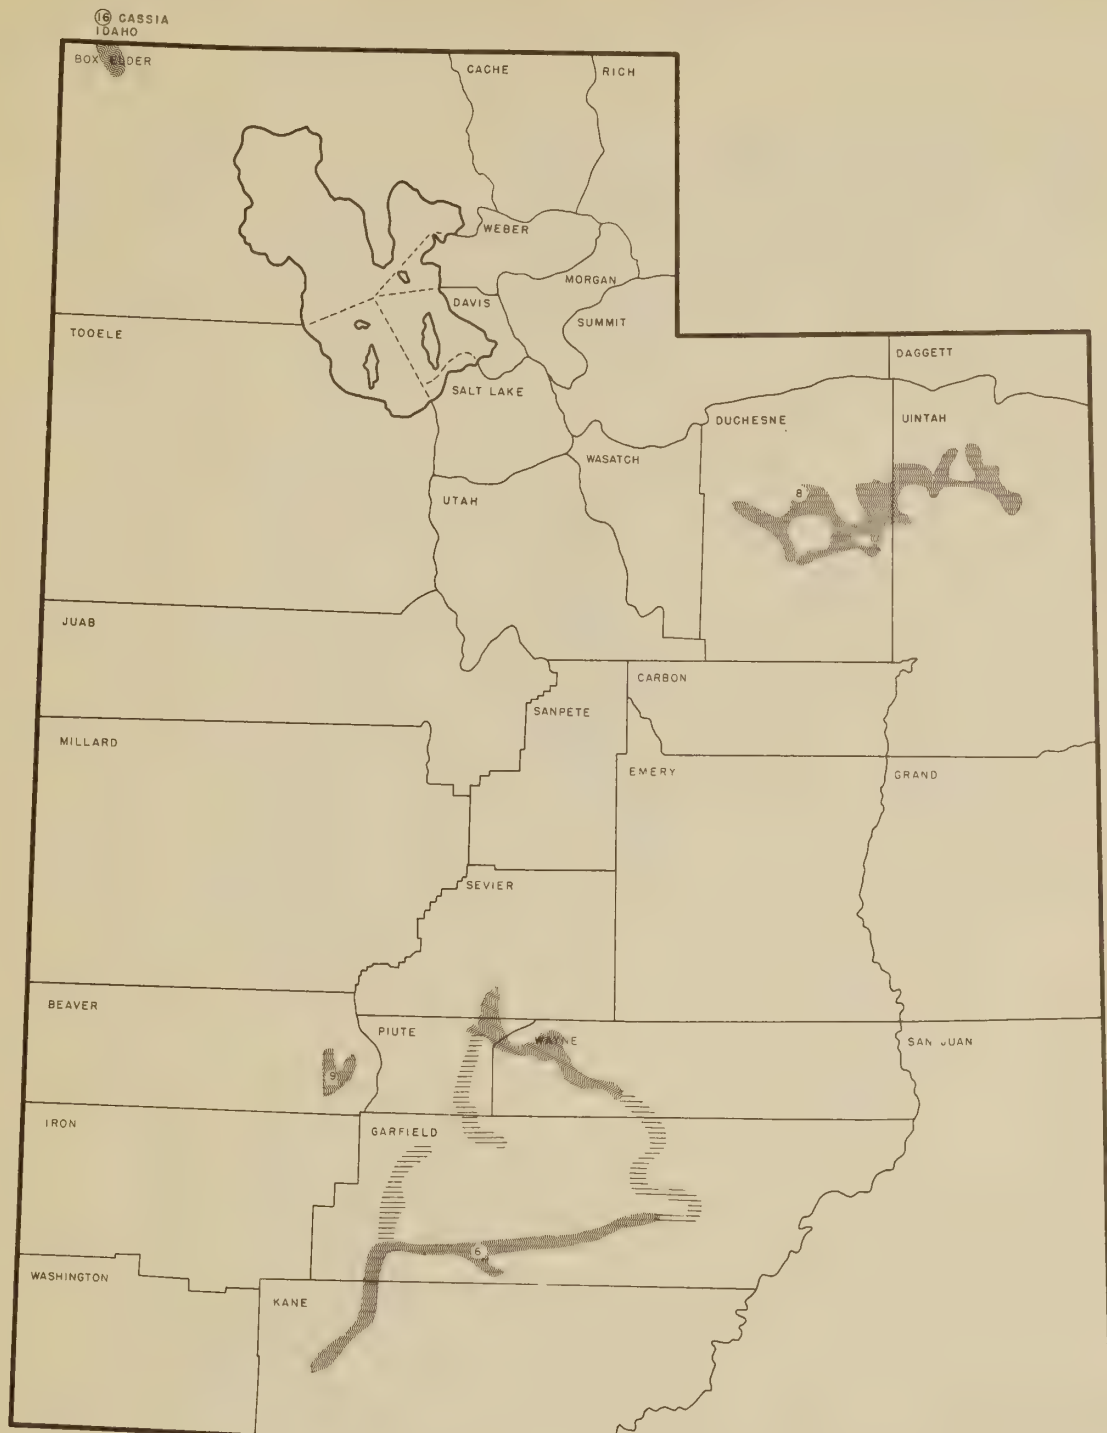 16 CASSIA
IDAHO
BOX ELDER
CACHE
RICH
WEBER
MORGAN
DAVIS
SUMMIT
TOOELE
DAGGETT
SALT LAKE
DUCHESNE
UINTAH
WASATCH
8
UTAH
JUAB
CARBON
SANPETE
MILLARD
EMERY
GRAND
SEVIER
BEAVER
PIUTE
WAYNE
SAN JUAN
9
IRON
GARFIELD
6
WASHINGTON
KANE